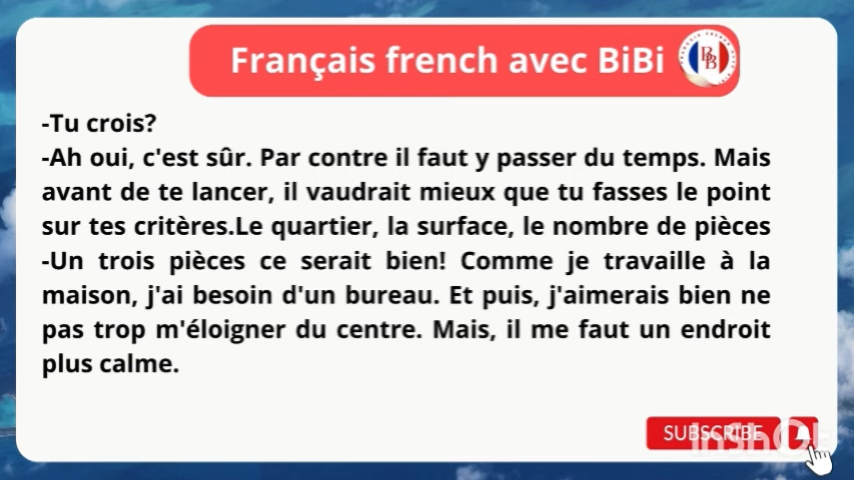 Français french avec BiBi
-Tu crois?
-Ah oui, c'est sûr. Par contre il faut y passer du temps. Mais
avant de te lancer, il vaudrait mieux que tu fasses le point
sur tes critères.Le quartier, la surface, le nombre de pièces
-Un trois pièces ce serait bien! Comme je travaille à la
maison, j'ai besoin d'un bureau. Et puis, j'aimerais bien ne
pas trop m'éloigner du centre. Mais, il me faut un endroit
plus calme.
SUBSCRIBE
InShOt